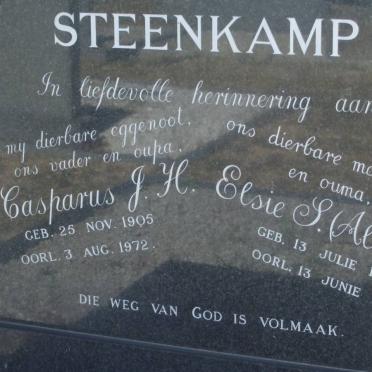 STEENKAMP
In liefdevolle herinnering aan
my dierbare eggenoot,
ons vader en oupa,
Casparus J. H.
GEB. 25 NOV. 1905
OORL. 3 AUG. 1972.
ons dierbare
en ouma,
Elsie S.
GEB. 13 JULIE
OORL. 13 JUNIE
DIE WEG VAN GOD IS VOLMAAK.